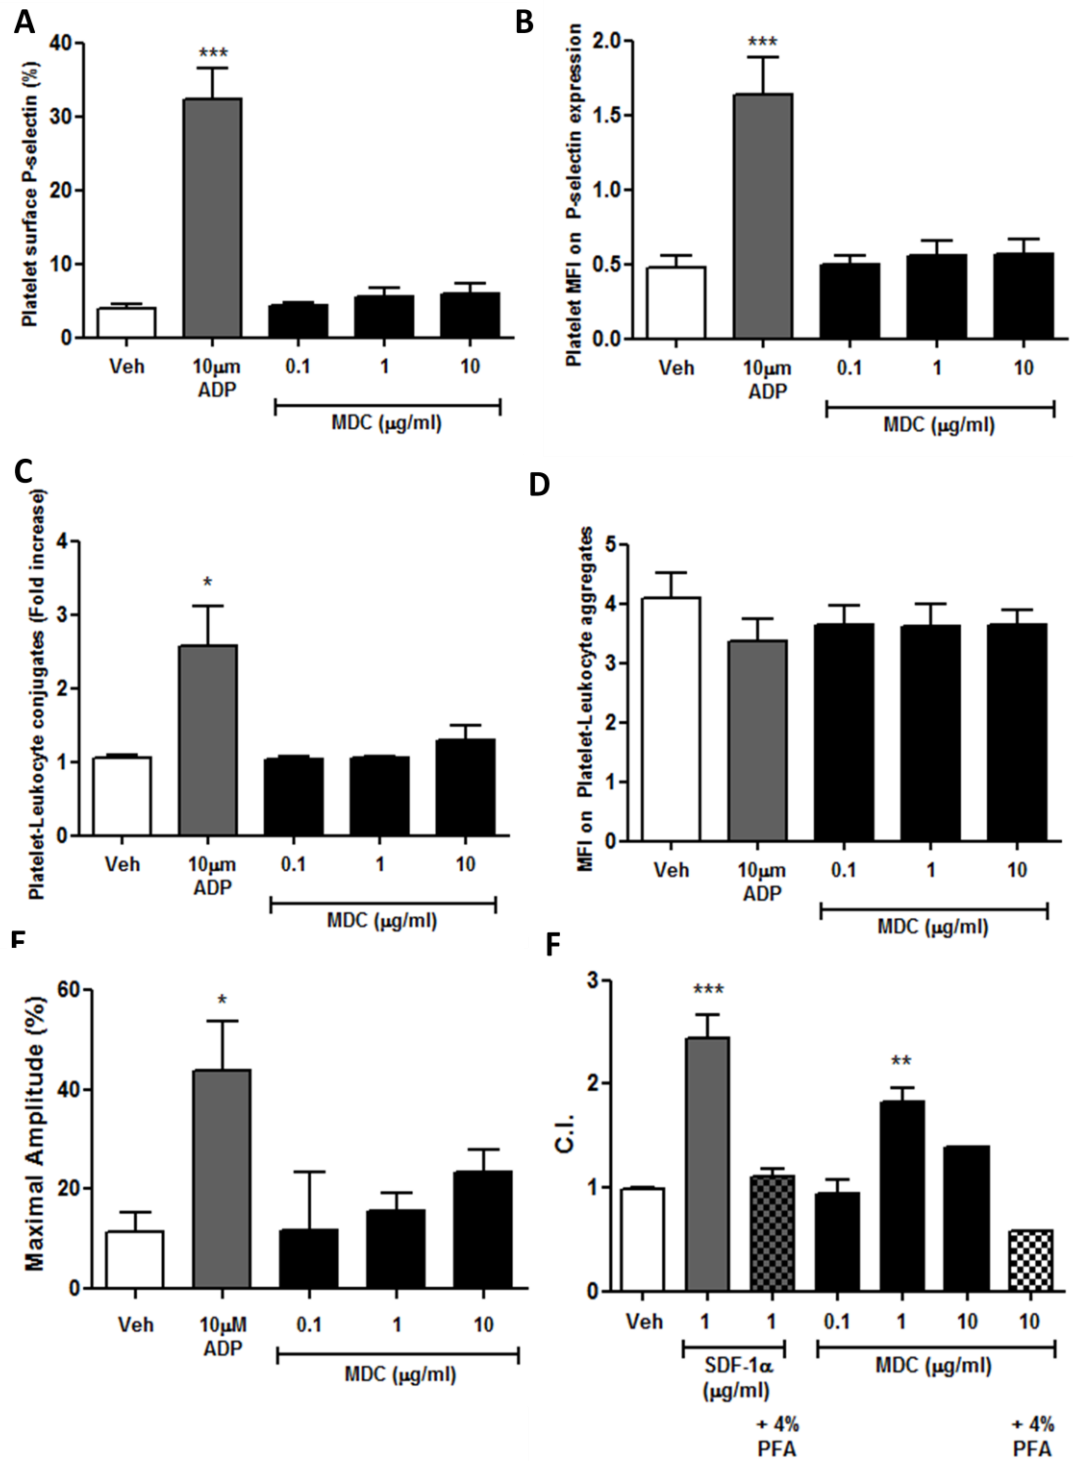 A
Platelet surface P-selectin (%)
40
30
20
10
0
***
Veh
10μm
ADP
0.1
1
10
MDC (μg/ml)
B
Platelet MFI on P-selectin expression
2.0
1.5
1.0
0.5
0.0
***
Veh
10μm
ADP
0.1
1
10
MDC (μg/ml)
C
Platelet-Leukocyte conjugates (Fold increase)
4
3
2
1
0
*
Veh
10μm
ADP
0.1
1
10
MDC (μg/ml)
D
MFI on Platelet-Leukocyte aggregates
5
4
3
2
1
0
Veh
10μm
ADP
0.1
1
10
MDC (μg/ml)
Maximal Amplitude (%)
60
40
20
0
*
Veh
10μM
ADP
0.1
1
10
MDC (μg/ml)
F
C.I.
3
2
1
0
***
**
Veh
1
1
0.1
1
10
10
SDF-1α
(μg/ml)
MDC (μg/ml)
+ 4%
PFA
+ 4%
PFA